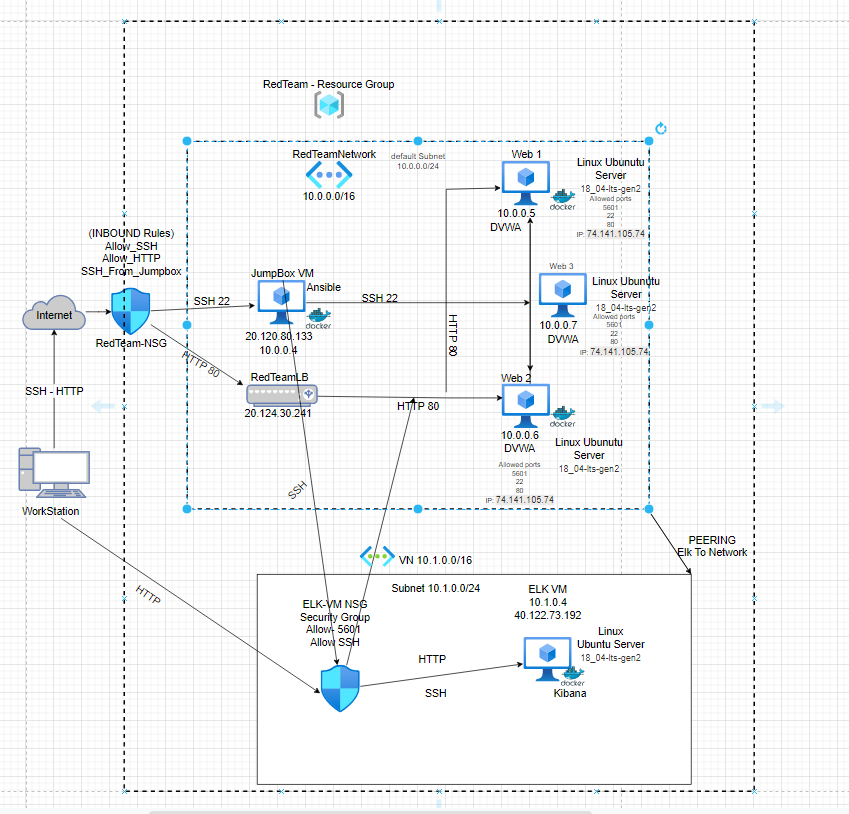 RedTeam - Resource Group
RedTeamNetwork
10.0.0.0/16
default Subnet
10.0.0.0/24
Web 1
docker
10.0.0.5
DVWA
Linux Ubunutu
Server
18_04-lts-gen2
Allowed ports
5601
22
80
IP: 74.141.105.74
(INBOUND Rules)
Allow_SSH
Allow_HTTP
SSH_From_Jumpbox
Internet
RedTeam-NSG
SSH 22
JumpBox VM
Ansible
docker
20.120.80.133
10.0.0.4
SSH 22
HTTP 80
Web 3
10.0.0.7
DVWA
Linux Ubunutu
Server
18_04-lts-gen2
Allowed ports
5601
22
80
IP: 74.141.105.74
HTTP 80
RedTeamLB
20.124.30.241
HTTP 80
Web 2
docker
10.0.0.6
DVWA
Linux Ubunutu
Server
18_04-lts-gen2
Allowed ports
5601
22
80
IP: 74.141.105.74
SSH - HTTP
WorkStation
SSH
HTTP
VN 10.1.0.0/16
PEERING
Elk To Network
Subnet 10.1.0.0/24
ELK-VM NSG
Security Group
Allow- 5601
Allow SSH
HTTP
SSH
ELK VM
10.1.0.4
40.122.73.192
Linux
Ubuntu Server
18_04-lts-gen2
docker
Kibana